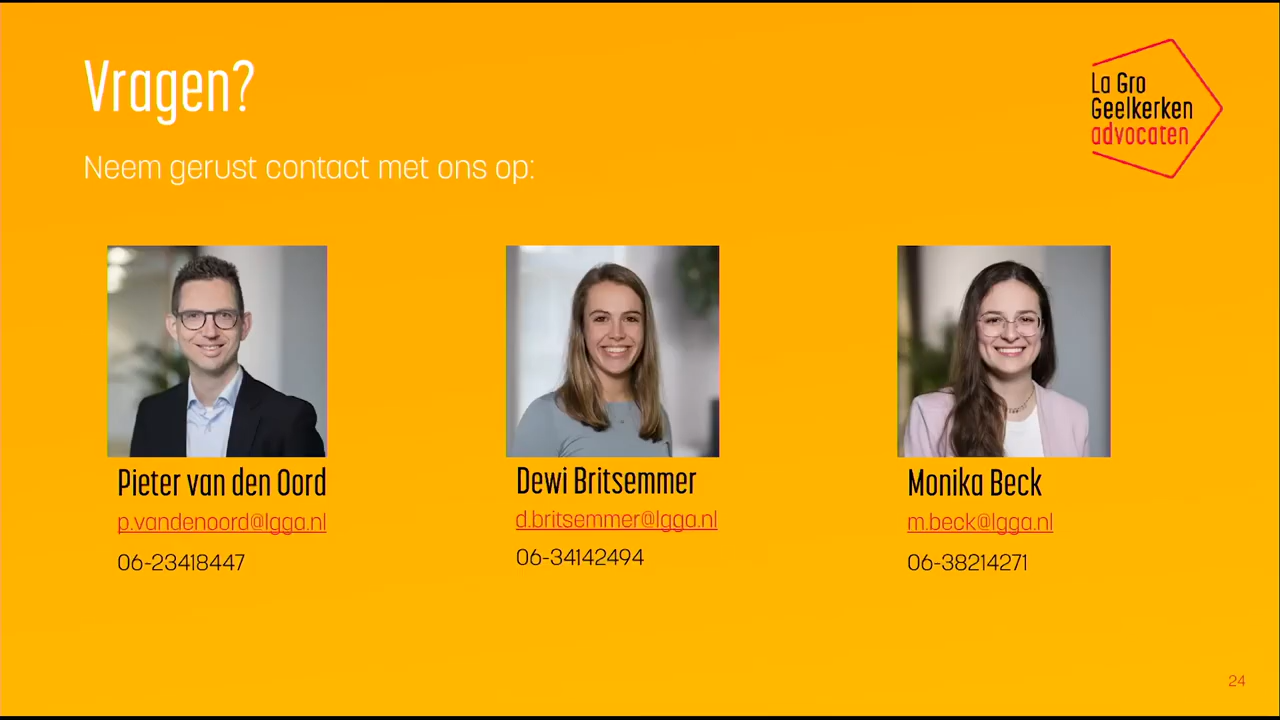 Vragen?
Neem gerust contact met ons op:
La Gro
Geelkerken
advocaten
Pieter van den Oord
p.vandenoord@lgga.nl
06-23418447
Dewi Britsemmer
d.britsemmer@lgga.nl
06-34142494
Monika Beck
m.beck@lgga.nl
06-38214271
24